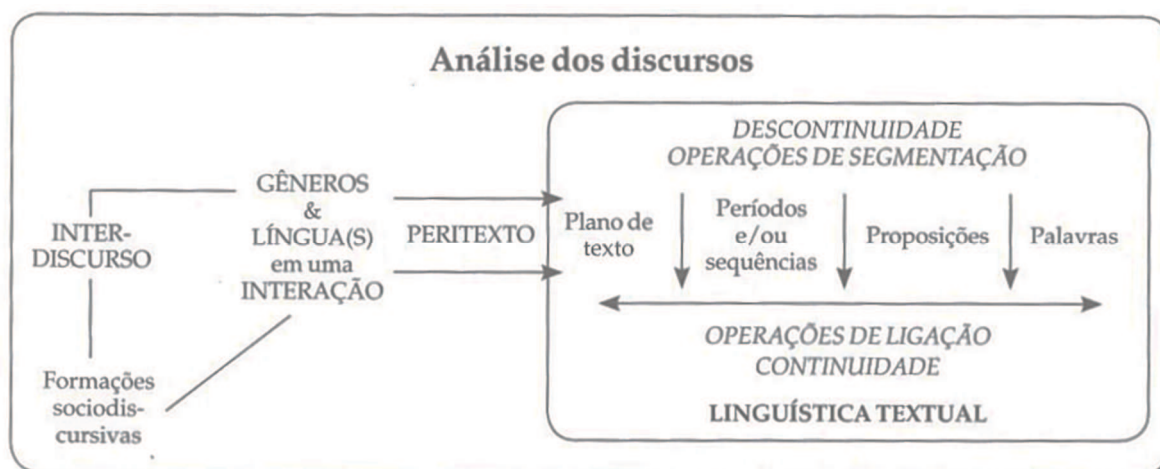 Análise dos discursos
DESCONTINUIDADE
OPERAÇÕES DE SEGMENTAÇÃO
GÊNEROS
&
LÍNGUA(S)
em uma
INTERAÇÃO
INTER-
DISCURSO
PERITEXTO
Plano de
texto
Períodos
e/ou
sequências
Proposições
Palavras
OPERAÇÕES DE LIGAÇÃO
CONTINUIDADE
Formações
sociodis-
cursivas
LINGUÍSTICA TEXTUAL